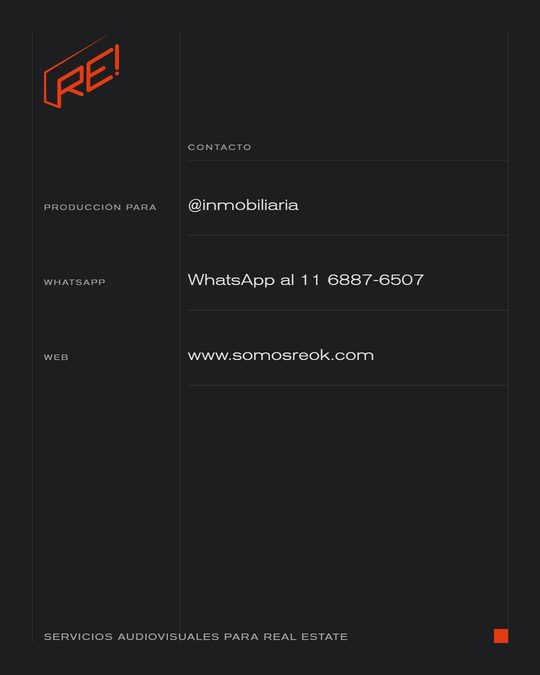 RE!
CONTACTO
PRODUCCIÓN PARA @inmobiliaria
WHATSAPP WhatsApp al 11 6887-6507
WEB www.somosreok.com
SERVICIOS AUDIOVISUALES PARA REAL ESTATE